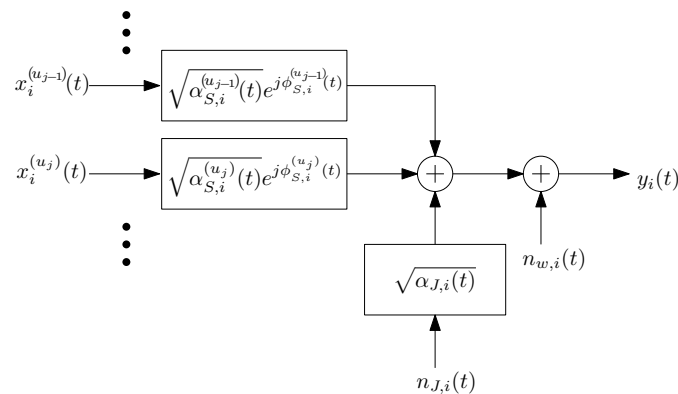 x_i^{(u_{j-1})}(t)
\sqrt{\alpha_{S,i}^{(u_{j-1})}(t)}e^{j\phi_{S,i}^{(u_{j-1})}(t)}
x_i^{(u_j)}(t)
\sqrt{\alpha_{S,i}^{(u_j)}(t)}e^{j\phi_{S,i}^{(u_j)}(t)}
+
+
y_i(t)
\sqrt{\alpha_{J,i}(t)}
n_{w,i}(t)
n_{J,i}(t)